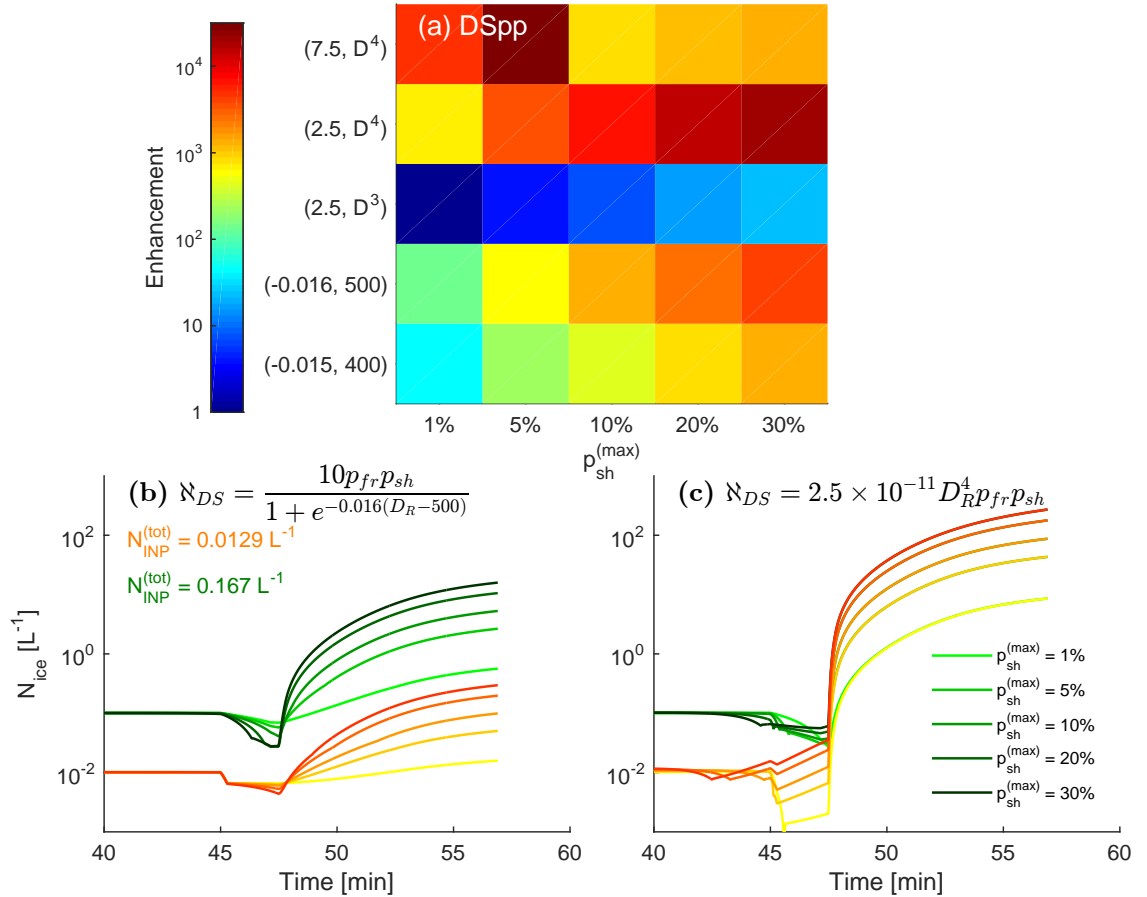 (a) DSpp
Enhancement
10^4
10^3
10^2
10
1
(7.5, D^4)
(2.5, D^4)
(2.5, D^3)
(-0.016, 500)
(-0.015, 400)
1% 5% 10% 20% 30%
p_sh^(max)
(b) ℵ_DS = 10p_fr p_sh / 1 + e^−0.016(D_R−500)
N_INP^(tot) = 0.0129 L^-1
N_INP^(tot) = 0.167 L^-1
N_ice [L^-1]
10^2
10^0
10^-2
40 45 50 55 60
Time [min]
(c) ℵ_DS = 2.5 × 10^−11 D_R^4 p_fr p_sh
10^2
10^0
10^-2
p_sh^(max) = 1%
p_sh^(max) = 5%
p_sh^(max) = 10%
p_sh^(max) = 20%
p_sh^(max) = 30%
40 45 50 55 60
Time [min]